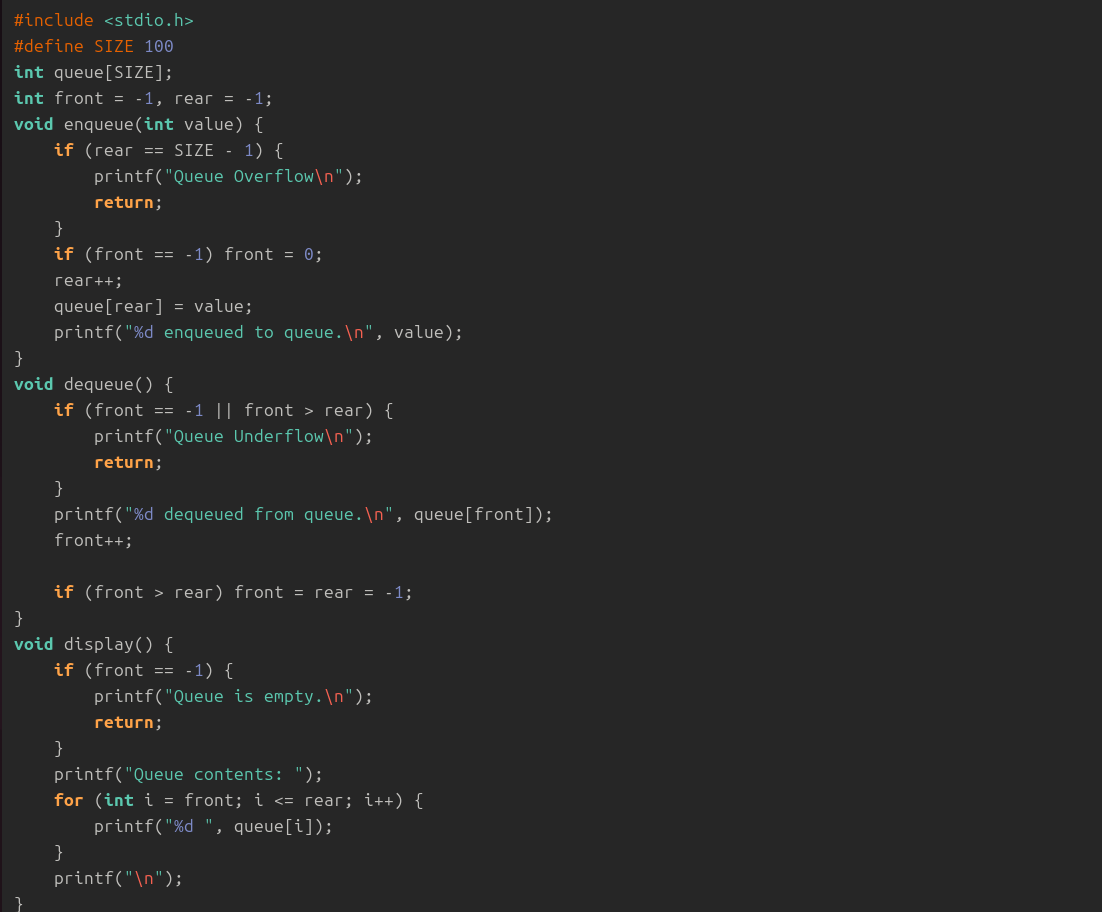 #include <stdio.h>
#define SIZE 100
int queue[SIZE];
int front = -1, rear = -1;
void enqueue(int value) {
    if (rear == SIZE - 1) {
        printf("Queue Overflow\n");
        return;
    }
    if (front == -1) front = 0;
    rear++;
    queue[rear] = value;
    printf("%d enqueued to queue.\n", value);
}
void dequeue() {
    if (front == -1 || front > rear) {
        printf("Queue Underflow\n");
        return;
    }
    printf("%d dequeued from queue.\n", queue[front]);
    front++;

    if (front > rear) front = rear = -1;
}
void display() {
    if (front == -1) {
        printf("Queue is empty.\n");
        return;
    }
    printf("Queue contents: ");
    for (int i = front; i <= rear; i++) {
        printf("%d ", queue[i]);
    }
    printf("\n");
}